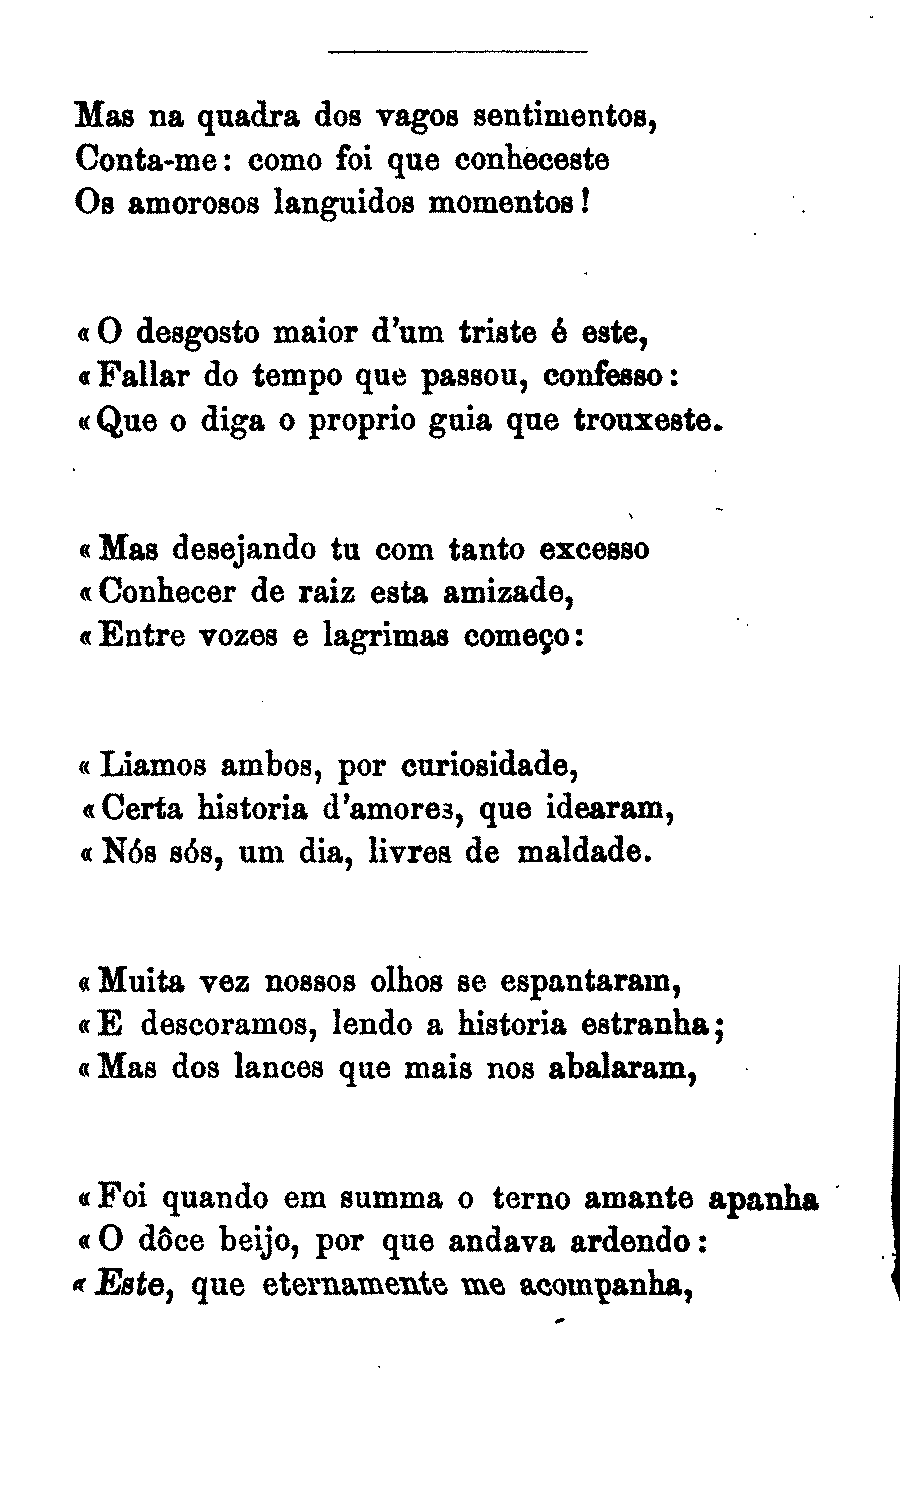 Mas na quadra dos vagos sentimentos,
Conta-me: como foi que conheceste
Os amorosos languidos momentos!
«O desgosto maior d'um triste é este,
«Fallar do tempo que passou, confesso:
«Que o diga o proprio guia que trouxeste.
«Mas desejando tu com tanto excesso
«Conhecer de raiz esta amizade,
«Entre vozes e lagrimas começo:
«Liamos ambos, por curiosidade,
«Certa historia d'amores, que idearam,
«Nós sós, um dia, livres de maldade.
«Muita vez nossos olhos se espantaram,
«E descoramos, lendo a historia estranha;
«Mas dos lances que mais nos abalaram,
«Foi quando em summa o terno amante apanha
«O dôce beijo, por que andava ardendo:
«Este, que eternamente me acompanha,